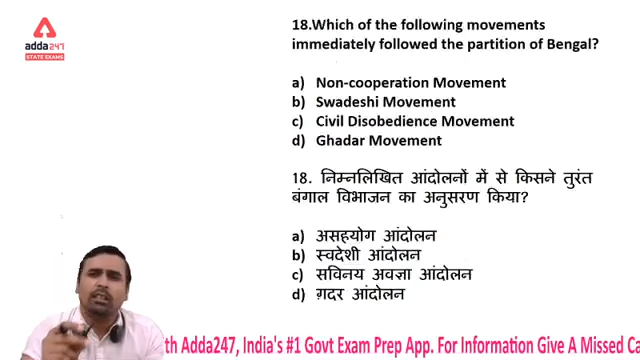 adda247
STATE EXAMS
18.Which of the following movements
immediately followed the partition of Bengal?
a) Non-cooperation Movement
b) Swadeshi Movement
c) Civil Disobedience Movement
d) Ghadar Movement
18. निम्नलिखित आंदोलनों में से किसने तुरंत
बंगाल विभाजन का अनुसरण किया?
a) असहयोग आंदोलन
b) स्वदेशी आंदोलन
c) सविनय अवज्ञा आंदोलन
d) ग़दर आंदोलन
th Adda247, India's #1 Govt Exam Prep App. For Information Give A Missed Ca